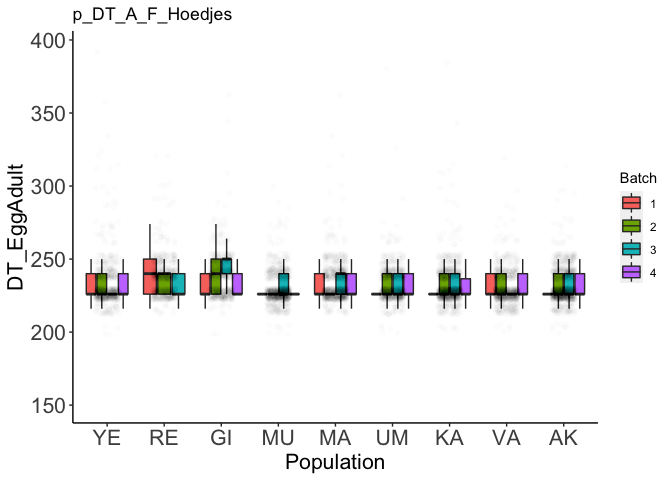 p_DT_A_F_Hoedjes
DT_EggAdult
400
350
300
250
200
150
YE RE GI MU MA UM KA VA AK
Population
Batch
1
2
3
4